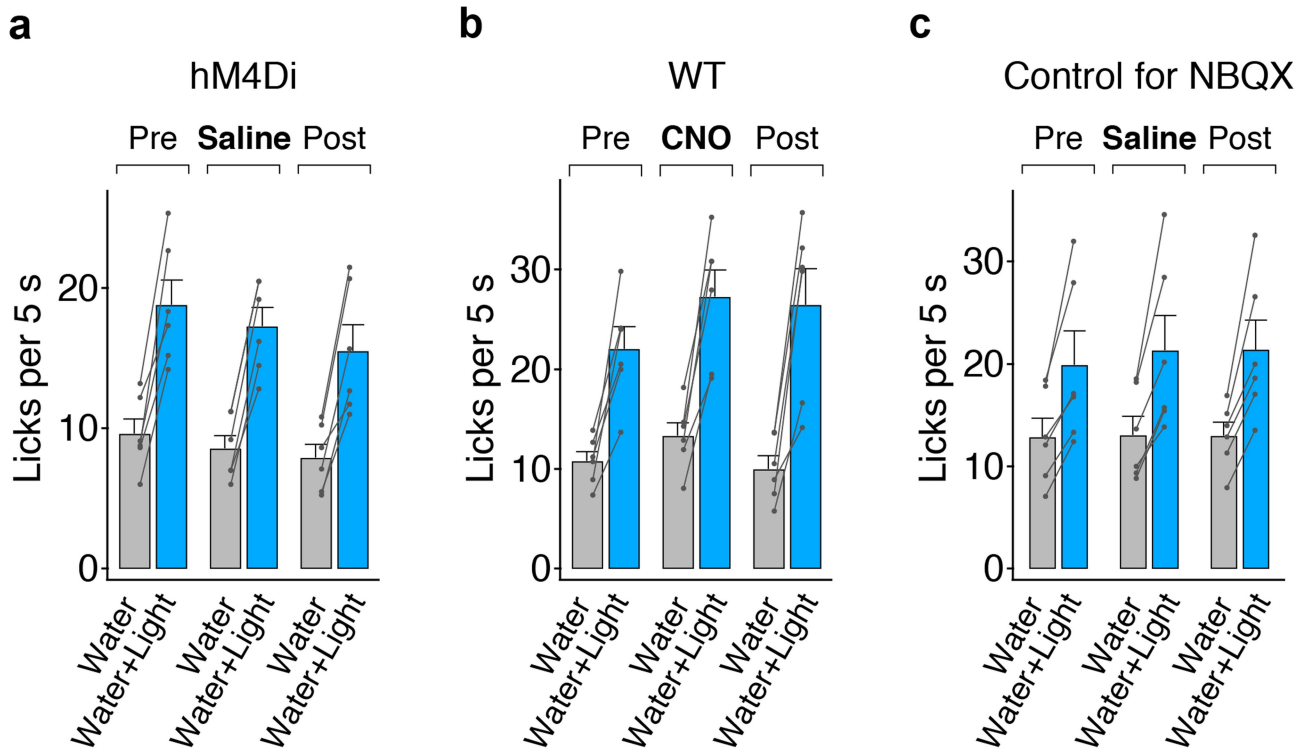 a
hM4Di
Pre Saline Post
Licks per 5 s
20
10
0
Water
Water+Light
Water
Water+Light
Water
Water+Light
b
WT
Pre CNO Post
Licks per 5 s
30
20
10
0
Water
Water+Light
Water
Water+Light
Water
Water+Light
c
Control for NBQX
Pre Saline Post
Licks per 5 s
30
20
10
0
Water
Water+Light
Water
Water+Light
Water
Water+Light